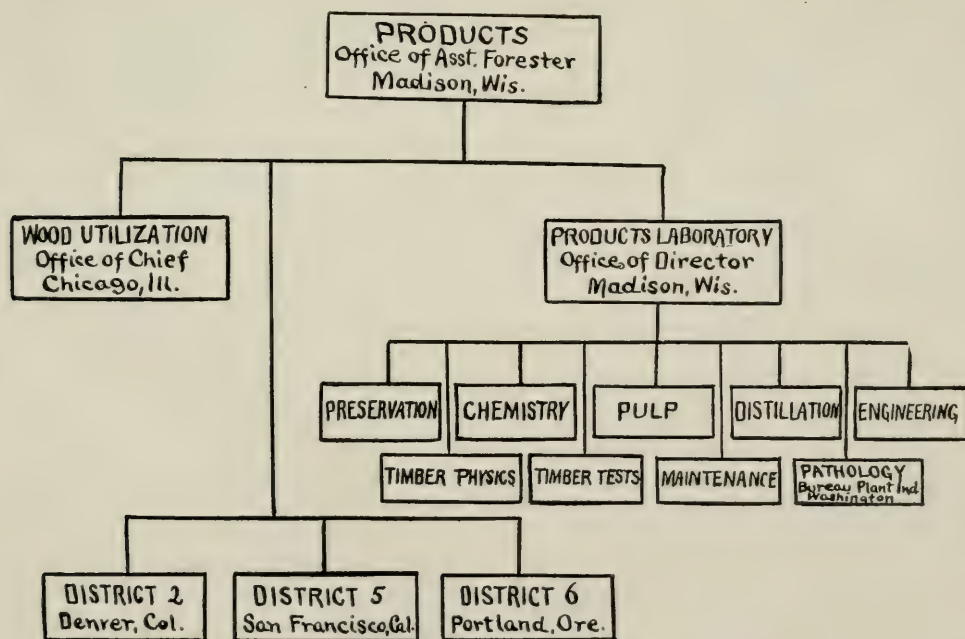 PRODUCTS
Office of Asst. Forester
Madison, Wis.
WOOD UTILIZATION
Office of Chief
Chicago, Ill.
PRODUCTS LABORATORY
Office of Director
Madison, Wis.
PRESERVATION
CHEMISTRY
PULP
DISTILLATION
ENGINEERING
TIMBER PHYSICS
TIMBER TESTS
MAINTENANCE
PATHOLOGY
Bureau Plant Ind
Washington
DISTRICT 2
Denver, Col.
DISTRICT 5
San Francisco, Cal.
DISTRICT 6
Portland, Ore.